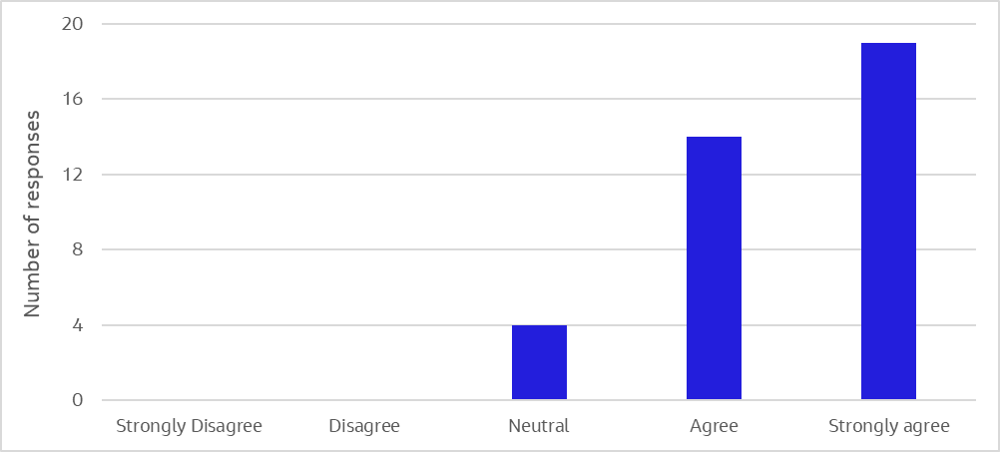 Number of responses
20
16
12
8
4
0
Strongly Disagree
Disagree
Neutral
Agree
Strongly agree